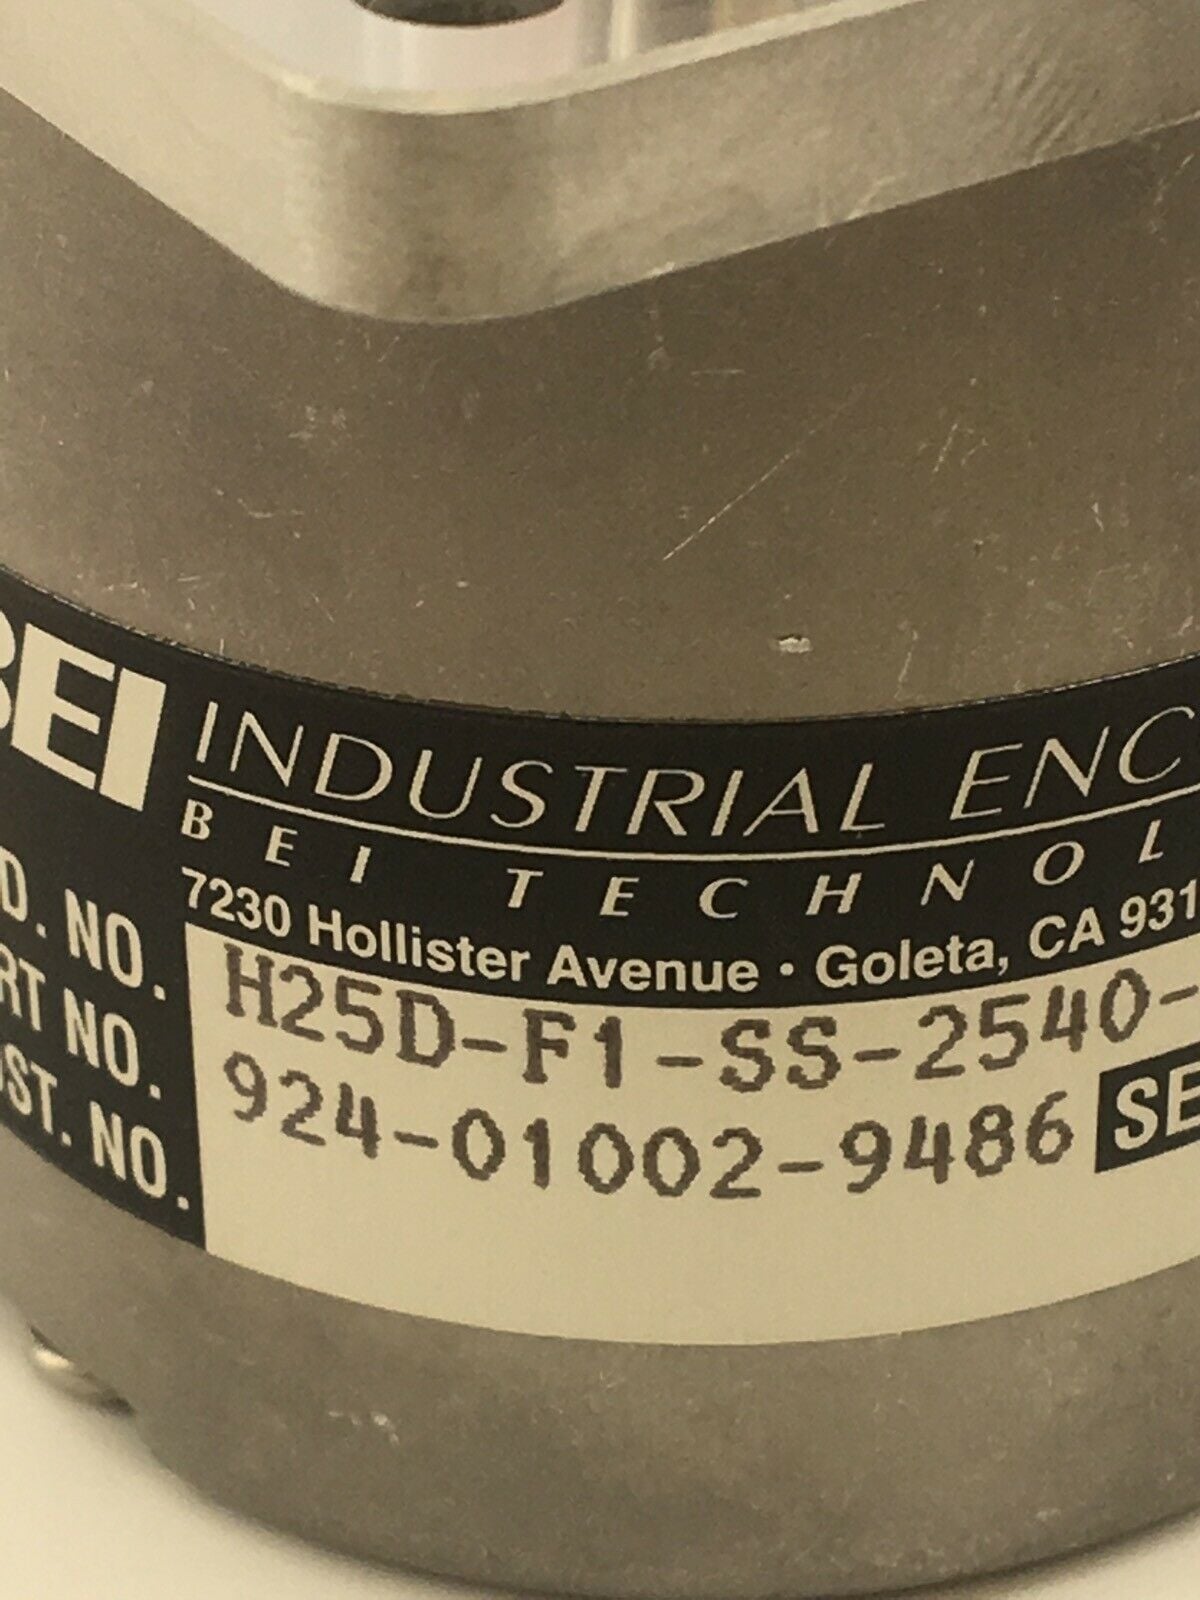 BEI INDUSTRIAL ENC
BEI TECHNOL
7230 Hollister Avenue • Goleta, CA 931
D. NO. H25D-F1-SS-2540-
RT NO. 924-01002-9486 SE
ST. NO.